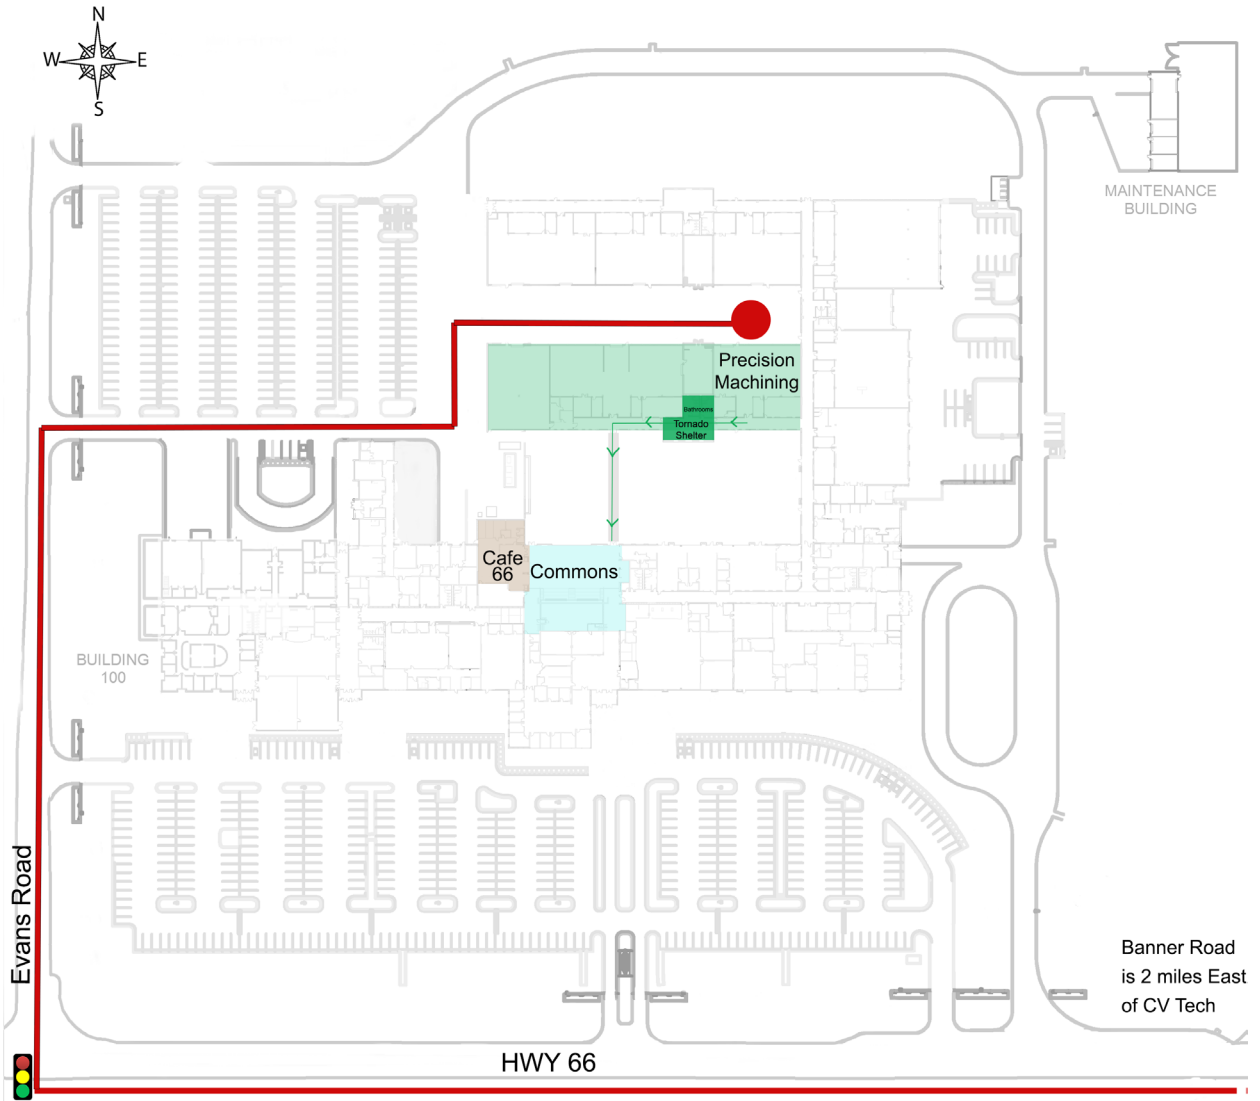 N
W E
S
MAINTENANCE
BUILDING
Precision
Machining
Bathrooms
Tornado
Shelter
Cafe
66
Commons
BUILDING
100
Evans Road
Banner Road
is 2 miles East
of CV Tech
HWY 66